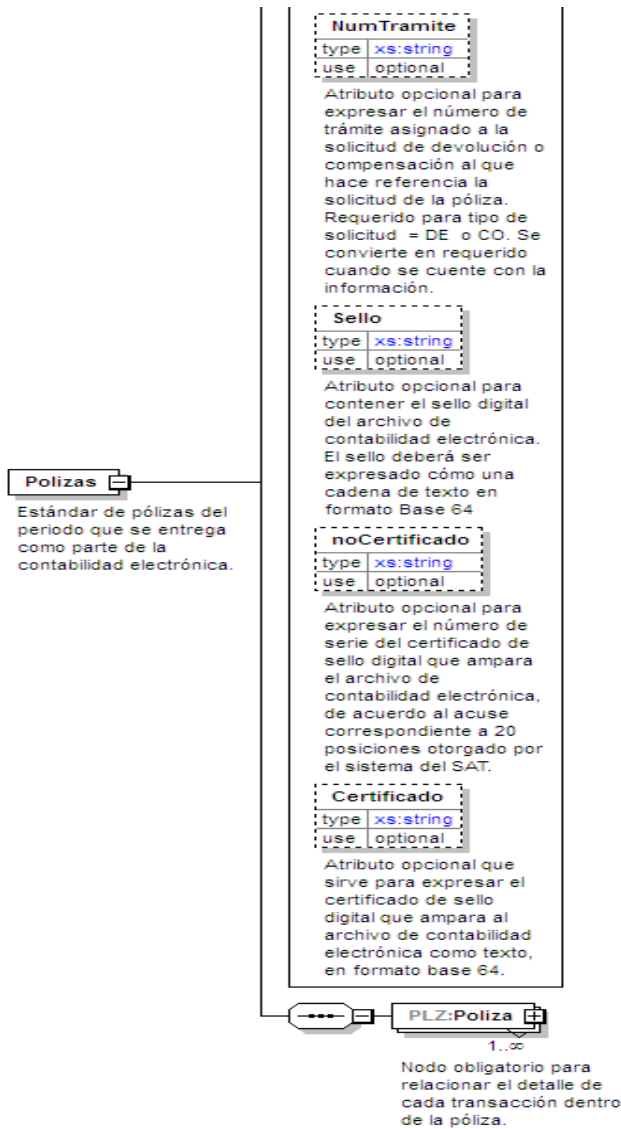 NumTramite
type xs:string
use optional
Atributo opcional para
expresar el número de
trámite asignado a la
solicitud de devolución o
compensación al que
hace referencia la
solicitud de la póliza.
Requerido para tipo de
solicitud = DE o CO. Se
convierte en requerido
cuando se cuente con la
información.
Sello
type xs:string
use optional
Atributo opcional para
contener el sello digital
del archivo de
contabilidad electrónica.
El sello deberá ser
expresado cómo una
cadena de texto en
formato Base 64
Polizas
Estándar de pólizas del
periodo que se entrega
como parte de la
contabilidad electrónica.
noCertificado
type xs:string
use optional
Atributo opcional para
expresar el número de
serie del certificado de
sello digital que ampara
el archivo de
contabilidad electrónica,
de acuerdo al acuse
correspondiente a 20
posiciones otorgado por
el sistema del SAT.
Certificado
type xs:string
use optional
Atributo opcional que
sirve para expresar el
certificado de sello
digital que ampara al
archivo de contabilidad
electrónica como texto,
en formato base 64.
PLZ:Poliza
1..∞
Nodo obligatorio para
relacionar el detalle de
cada transacción dentro
de la póliza.